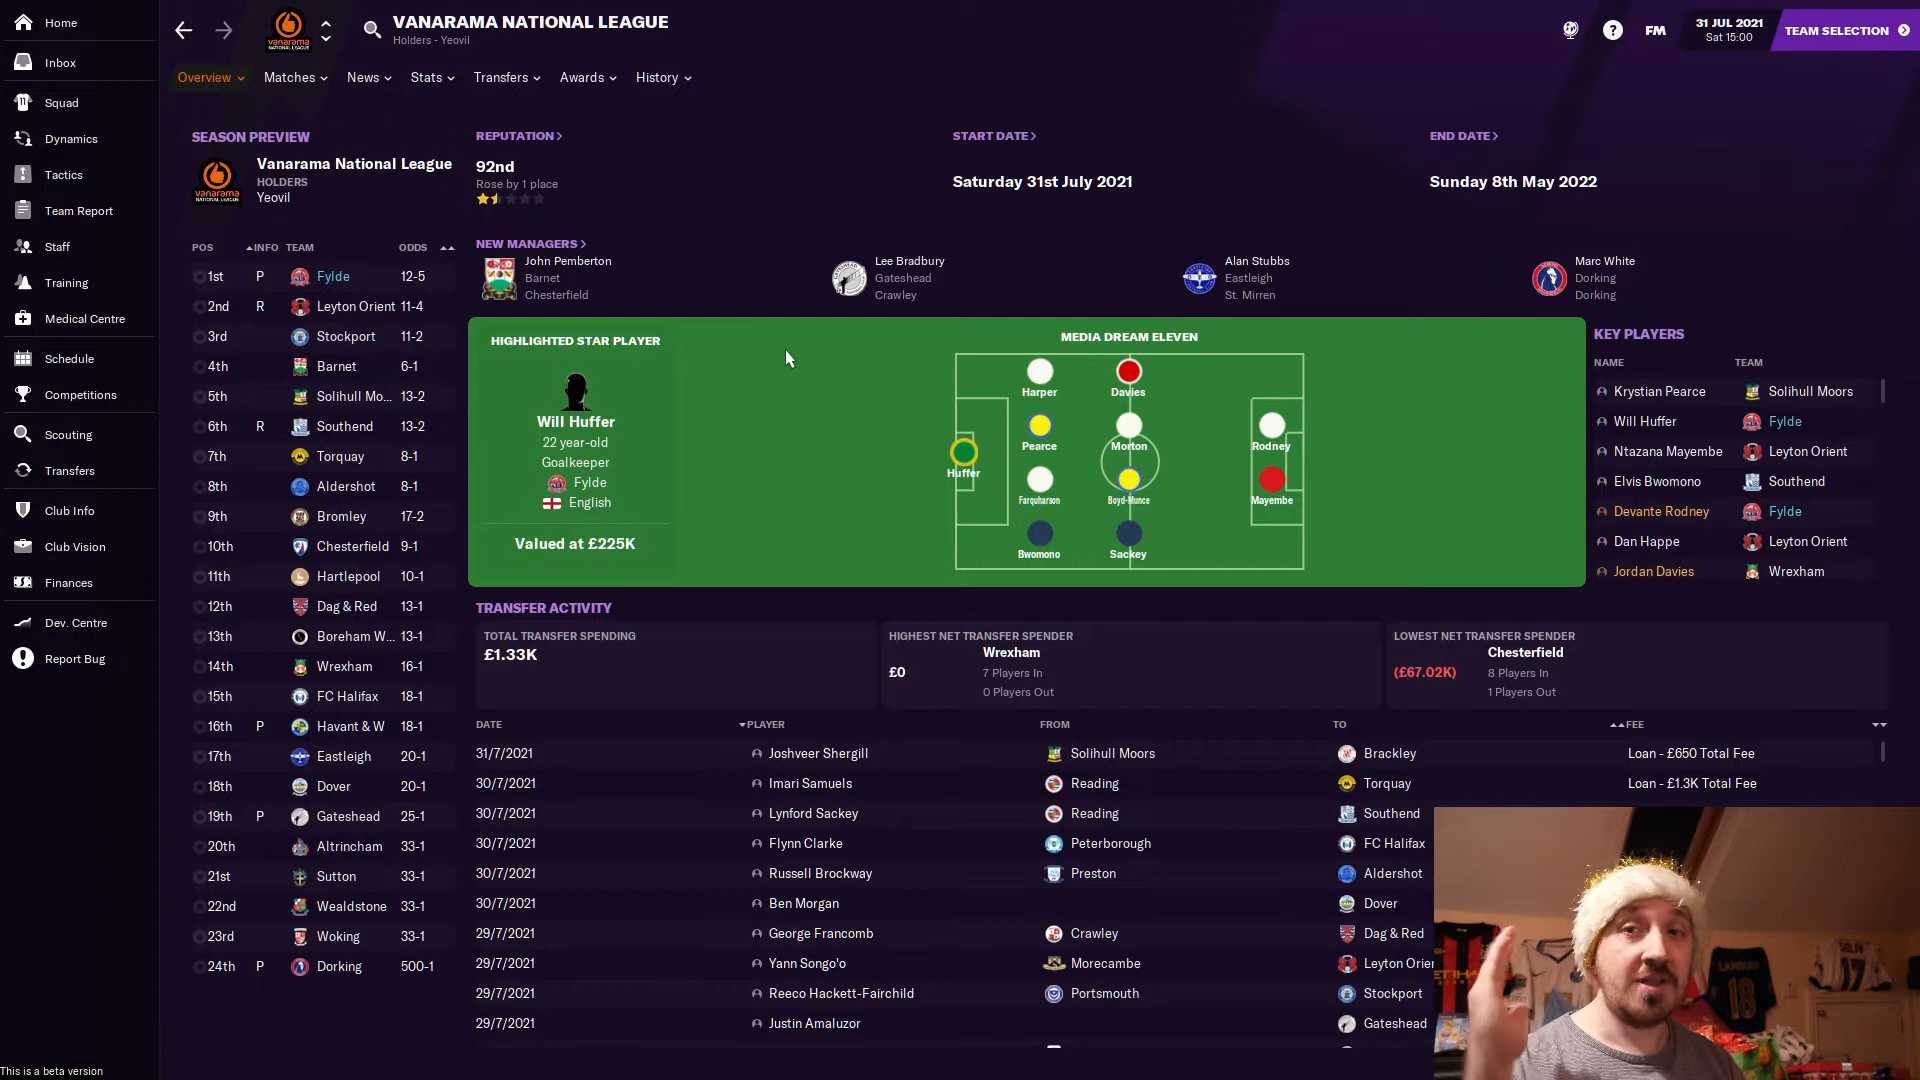 Home
Inbox
Squad
Dynamics
Tactics
Team Report
Staff
Training
Medical Centre
Schedule
Competitions
Scouting
Transfers
Club Info
Club Vision
Finances
Dev. Centre
Report Bug
This is a beta version
VANARAMA NATIONAL LEAGUE
Holders - Yeovil
FM
31 JUL 2021
Sat 15:00
TEAM SELECTION
Overview Matches News Stats Transfers Awards History
SEASON PREVIEW
Vanarama National League
HOLDERS
Yeovil
REPUTATION
92nd
Rose by 1 place
START DATE
Saturday 31st July 2021
END DATE
Sunday 8th May 2022
POS INFO TEAM ODDS
1st P Fylde 12-5
2nd R Leyton Orient 11-4
3rd Stockport 11-2
4th Barnet 6-1
5th Solihull Mo... 13-2
6th R Southend 13-2
7th Torquay 8-1
8th Aldershot 8-1
9th Bromley 17-2
10th Chesterfield 9-1
11th Hartlepool 10-1
12th Dag & Red 13-1
13th Boreham W... 13-1
14th Wrexham 16-1
15th FC Halifax 18-1
16th P Havant & W 18-1
17th Eastleigh 20-1
18th Dover 20-1
19th P Gateshead 25-1
20th Altrincham 33-1
21st Sutton 33-1
22nd Wealdstone 33-1
23rd Woking 33-1
24th P Dorking 500-1
NEW MANAGERS
John Pemberton
Barnet
Chesterfield
Lee Bradbury
Gateshead
Crawley
Alan Stubbs
Eastleigh
St. Mirren
Marc White
Dorking
Dorking
HIGHLIGHTED STAR PLAYER
Will Huffer
22 year-old
Goalkeeper
Fylde
English
Valued at £225K
MEDIA DREAM ELEVEN
Harper
Davies
Pearce
Morton
Rodney
Huffer
Farquharson
Boyd-Munce
Mayembe
Bwomono
Sackey
KEY PLAYERS
NAME TEAM
Krystian Pearce Solihull Moors
Will Huffer Fylde
Ntazana Mayembe Leyton Orient
Elvis Bwomono Southend
Devante Rodney Fylde
Dan Happe Leyton Orient
Jordan Davies Wrexham
TRANSFER ACTIVITY
TOTAL TRANSFER SPENDING
£1.33K
HIGHEST NET TRANSFER SPENDER
Wrexham
£0
7 Players In
0 Players Out
LOWEST NET TRANSFER SPENDER
Chesterfield
(£67.02K)
8 Players In
1 Players Out
DATE PLAYER FROM TO FEE
31/7/2021 Joshveer Shergill Solihull Moors Brackley Loan - £650 Total Fee
30/7/2021 Imari Samuels Reading Torquay Loan - £1.3K Total Fee
30/7/2021 Lynford Sackey Reading Southend
30/7/2021 Flynn Clarke Peterborough FC Halifax
30/7/2021 Russell Brockway Preston Aldershot
30/7/2021 Ben Morgan Dover
29/7/2021 George Francomb Crawley Dag & Red
29/7/2021 Yann Songo'o Morecambe Leyton Orien
29/7/2021 Reeco Hackett-Fairchild Portsmouth Stockport
29/7/2021 Justin Amaluzor Gateshead
18
17